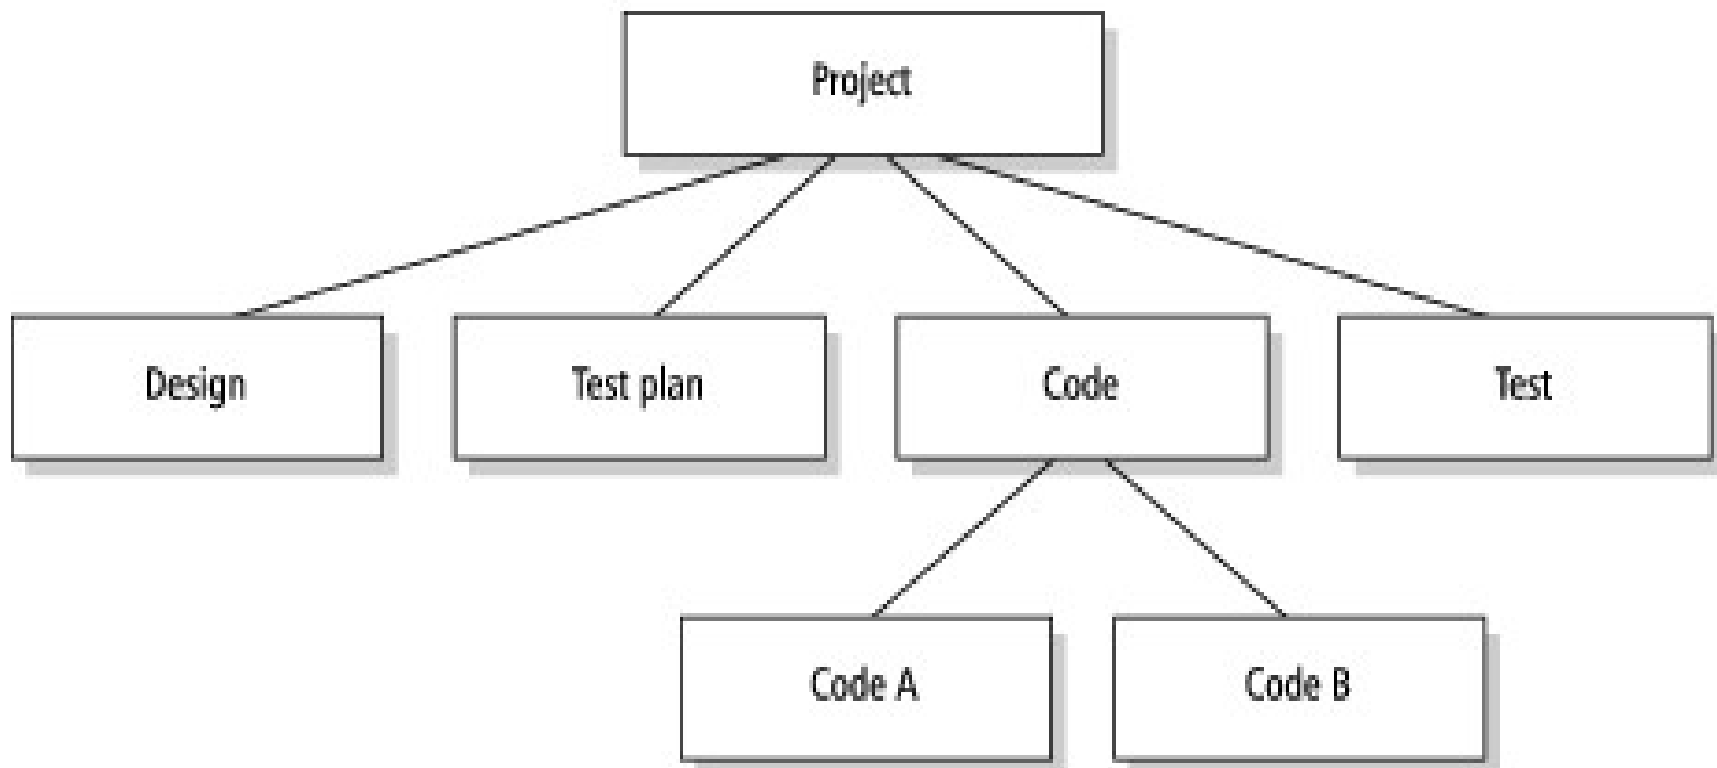 Project
Design
Test plan
Code
Test
Code A
Code B